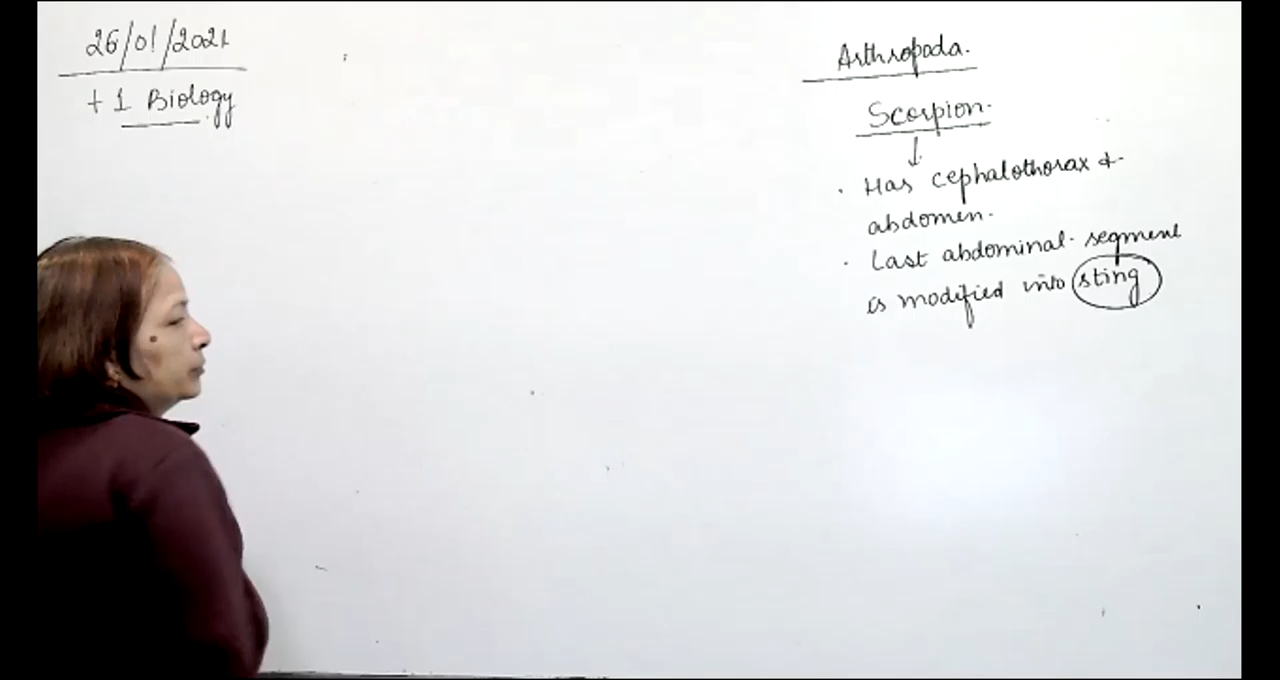 26/01/2021
+1 Biology
Arthropoda.
Scorpion.
↓
· Has cephalothorax &
abdomen.
· Last abdominal segment
is modified into sting